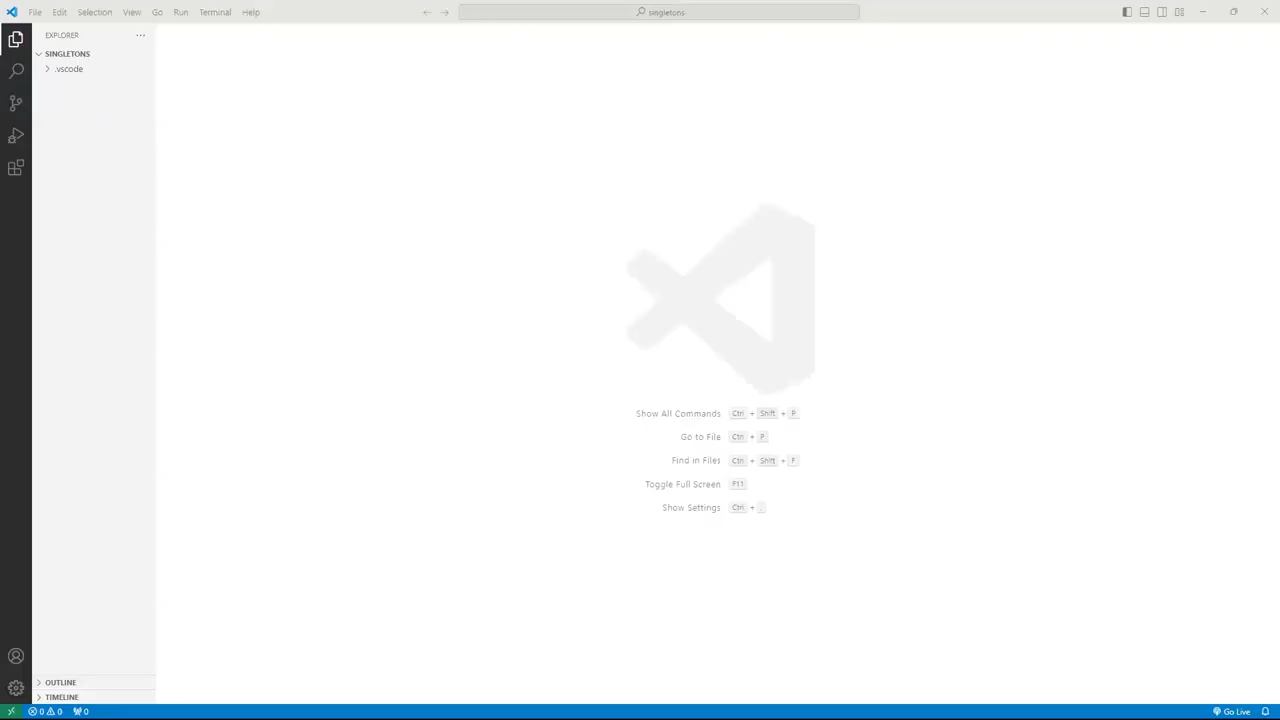 File Edit Selection View Go Run Terminal Help
singletons
EXPLORER
SINGLETONS
.vscode
Show All Commands Ctrl + Shift + P
Go to File Ctrl + P
Find in Files Ctrl + Shift + F
Toggle Full Screen F11
Show Settings Ctrl + ,
OUTLINE
TIMELINE
0 0 0
Go Live